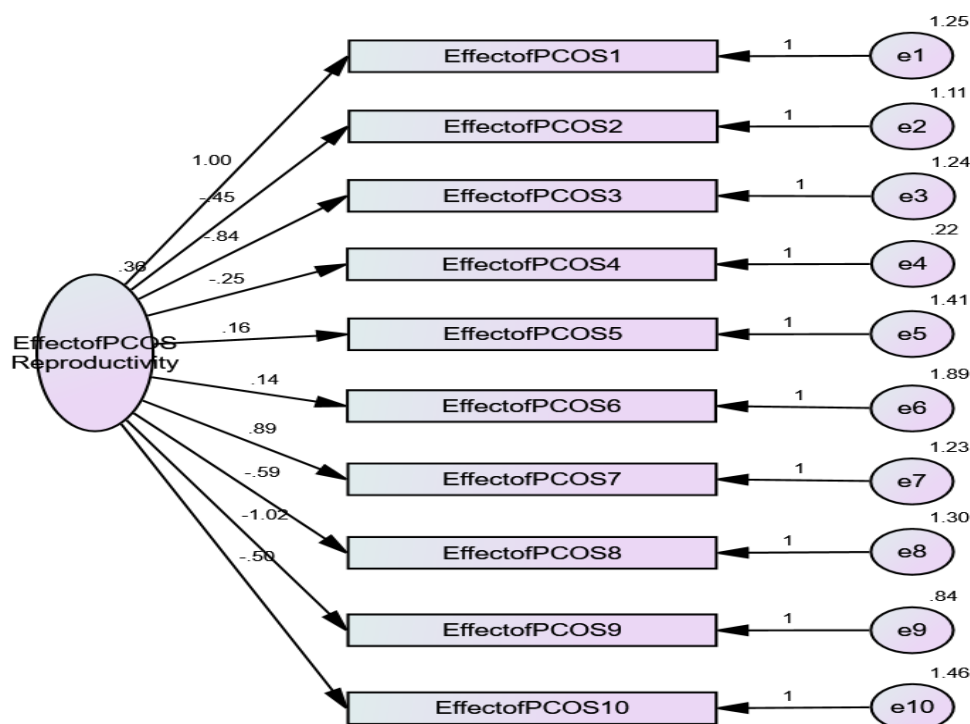 1.25
EffectofPCOS1
1
e1
1.11
EffectofPCOS2
1
e2
1.00
1.24
-.45
EffectofPCOS3
1
e3
-.84
.22
.36
EffectofPCOS4
1
e4
-.25
1.41
.16
EffectofPCOS5
1
e5
EffectofPCOS
Reproductivity
1.89
.14
EffectofPCOS6
1
e6
.89
1.23
-.59
EffectofPCOS7
1
e7
-1.02
1.30
-.50
EffectofPCOS8
1
e8
.84
EffectofPCOS9
1
e9
1.46
EffectofPCOS10
1
e10